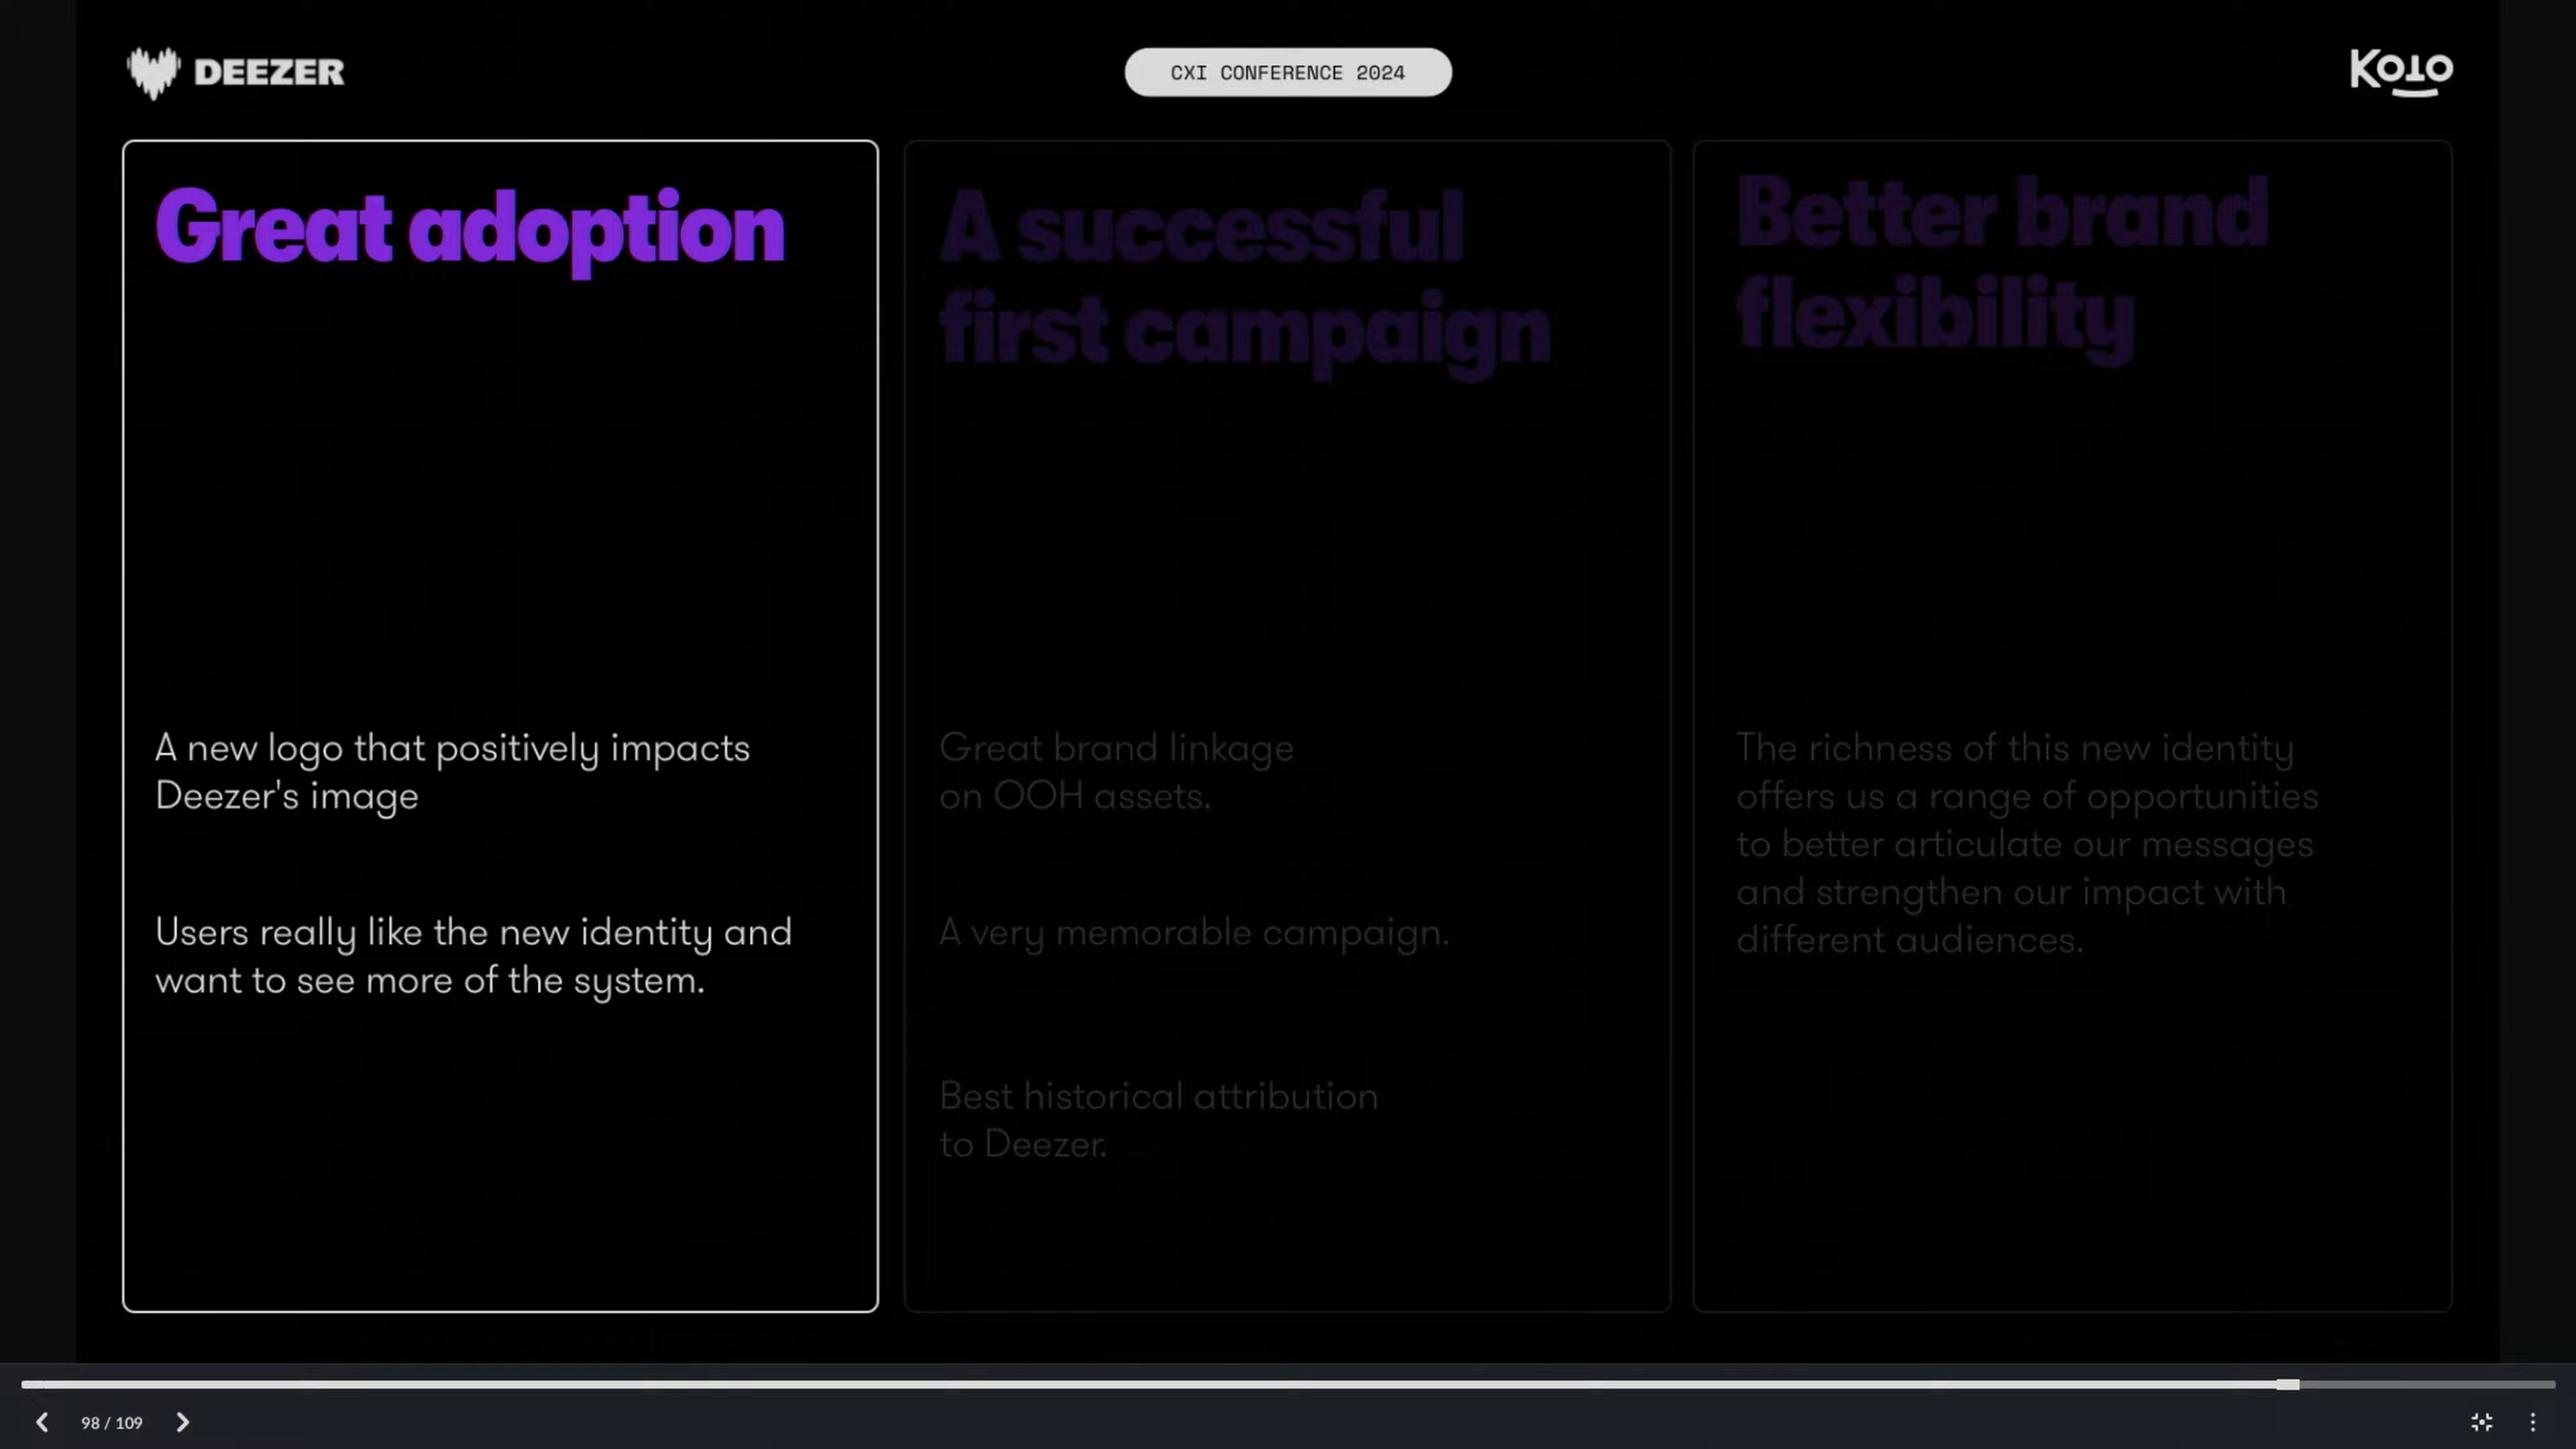 DEEZER
CXI CONFERENCE 2024
Koto
Great adoption
A new logo that positively impacts
Deezer's image
Users really like the new identity and
want to see more of the system.
A successful
first campaign
Great brand linkage
on OOH assets.
A very memorable campaign.
Best historical attribution
to Deezer.
Better brand
flexibility
The richness of this new identity
offers us a range of opportunities
to better articulate our messages
and strengthen our impact with
different audiences.
98 / 109